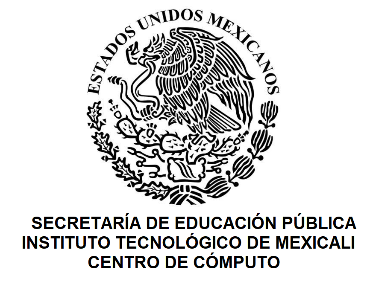 ESTADOS UNIDOS MEXICANOS
SECRETARÍA DE EDUCACIÓN PÚBLICA
INSTITUTO TECNOLÓGICO DE MEXICALI
CENTRO DE CÓMPUTO